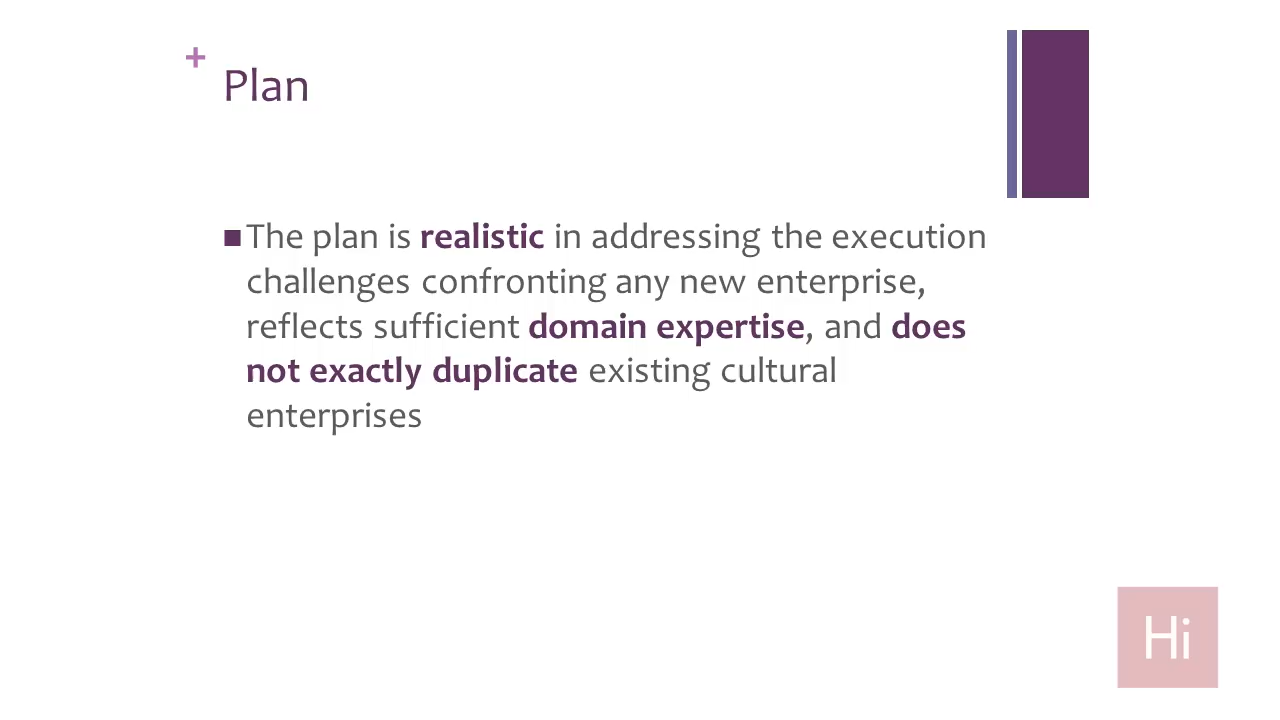 +
Plan
The plan is realistic in addressing the execution
challenges confronting any new enterprise,
reflects sufficient domain expertise, and does
not exactly duplicate existing cultural
enterprises
Hi